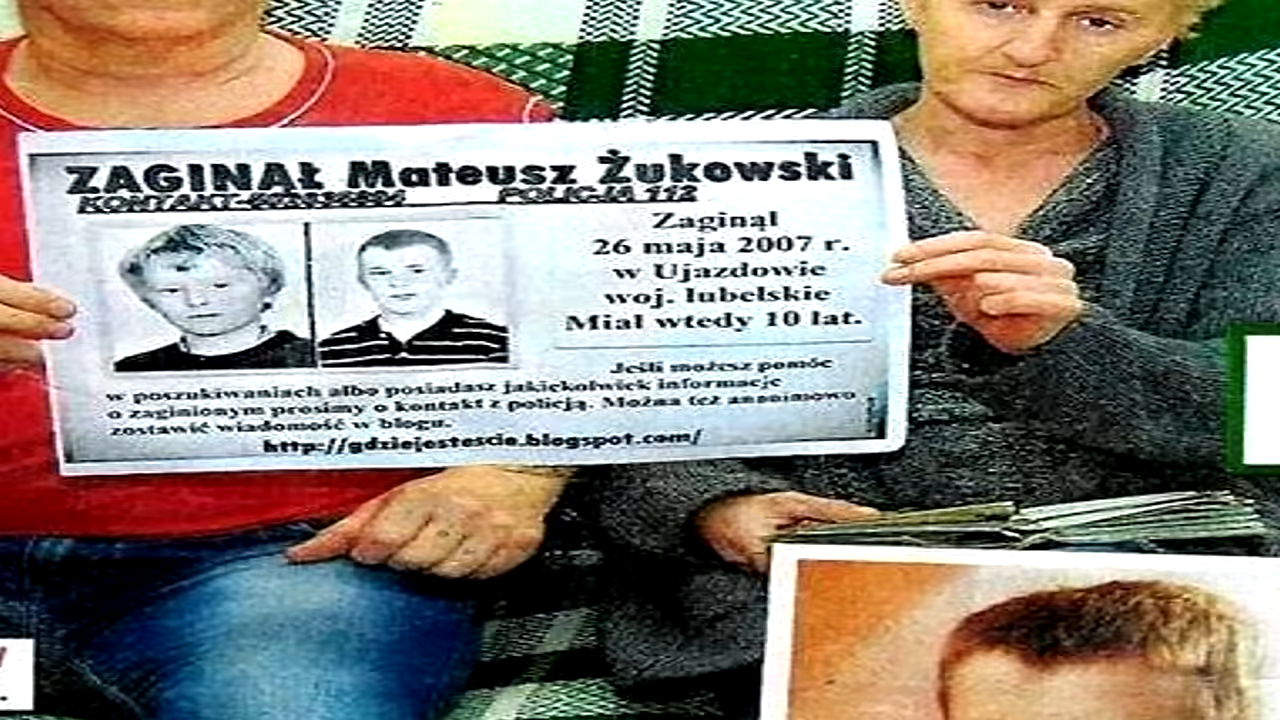 ZAGINĄŁ Mateusz Żukowski
KONTAKT POLICJA 112
Zaginął
26 maja 2007 r.
w Ujazdowie
woj. lubelskie
Miał wtedy 10 lat.
Jeśli możesz pomóc
w poszukiwaniach albo posiadasz jakiekolwiek informacje
o zaginionym prosimy o kontakt z policją. Można też anonimowo
zostawić wiadomość w blogu.
http://gdziejestescie.blogspot.com/